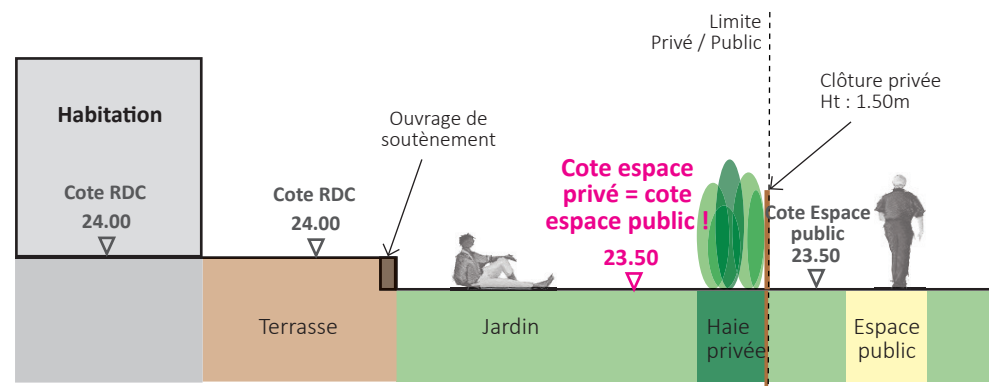 Limite
Privé / Public
Clôture privée
Ht : 1.50m
Habitation
Ouvrage de
soutènement
Cote RDC
24.00
Cote RDC
24.00
Cote espace
privé = cote
espace public !
23.50
Cote Espace
public
23.50
Terrasse
Jardin
Haie
privée
Espace
public